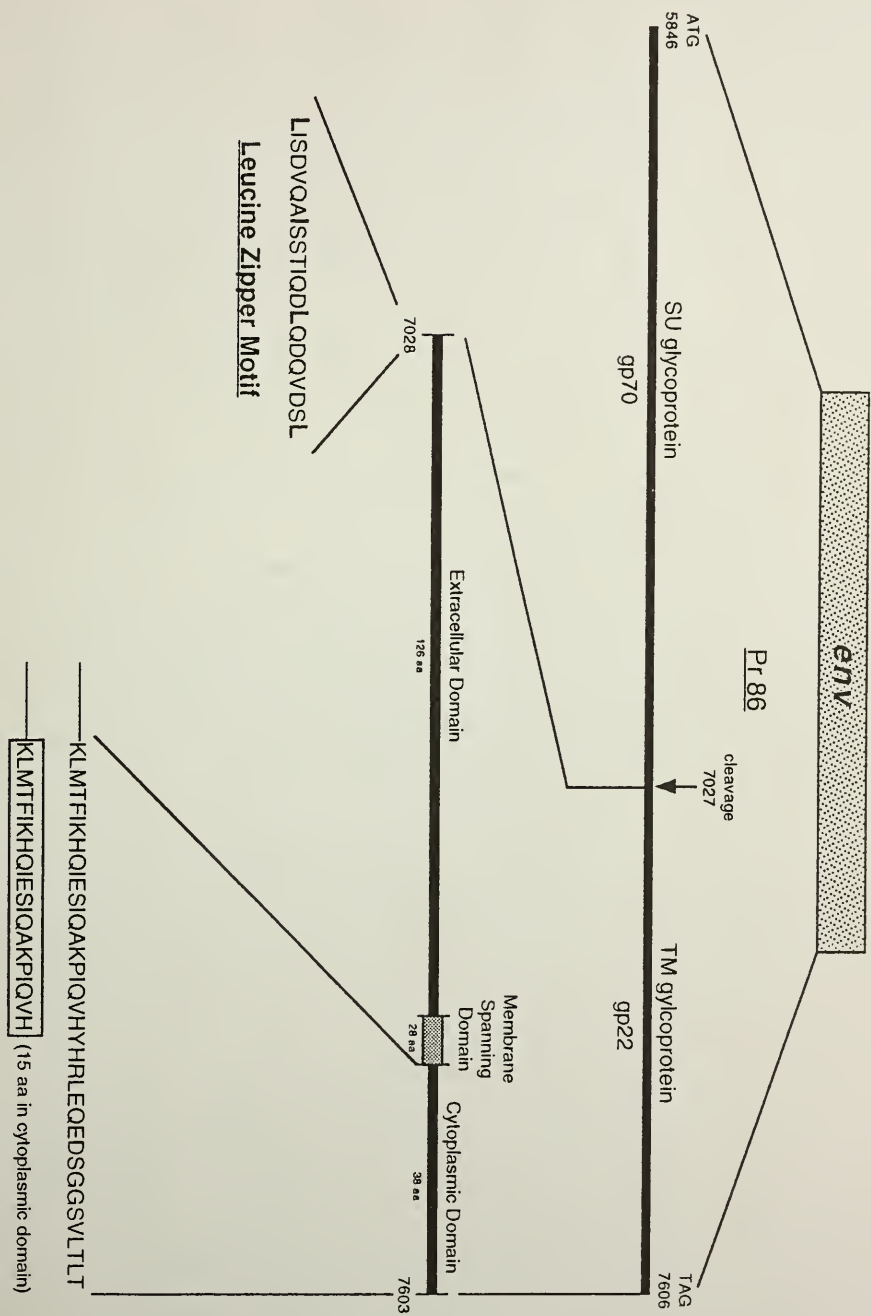 env
Pr 86
ATG
5846
cleavage
7027
TAG
7606
SU glycoprotein
gp70
TM gylcoprotein
gp22
7028
Extracellular Domain
126 aa
Membrane
Spanning
Domain
28 aa
Cytoplasmic Domain
38 aa
7603
LISDVQAISSTIQDLQDQVDSL
Leucine Zipper Motif
KLMTFIKHQIESIQAKPIQVHYHRLEQEDSGGSVLTLT
KLMTFIKHQIESIQAKPIQVH (15 aa in cytoplasmic domain)